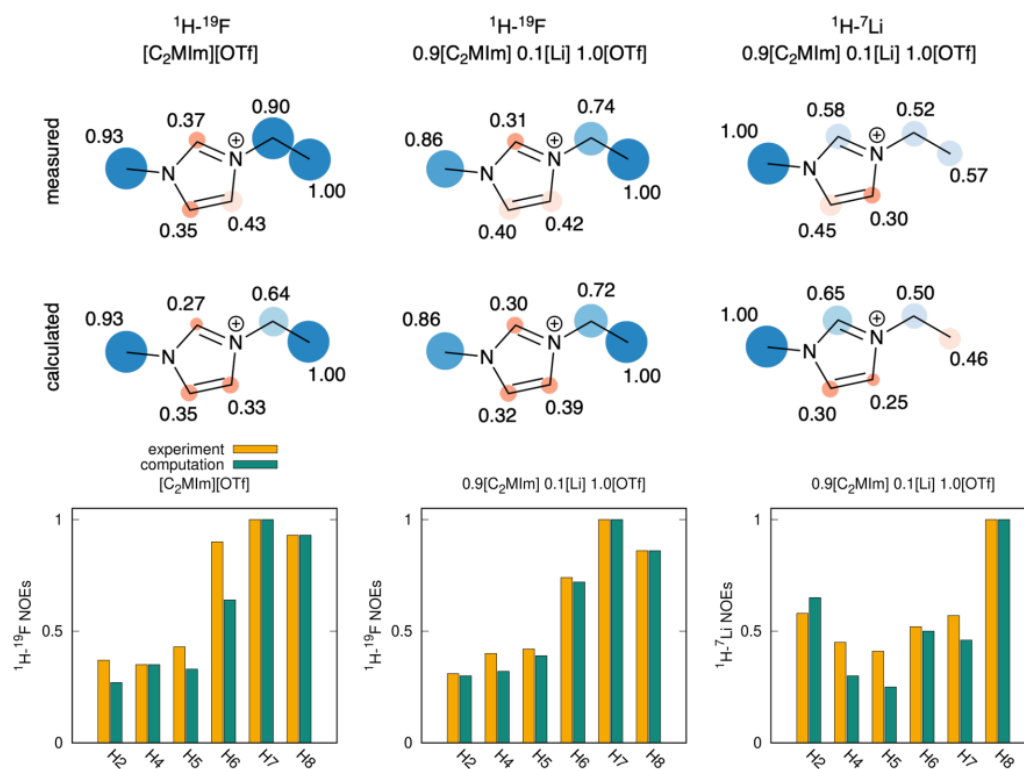 ¹H-¹⁹F
[C₂MIm][OTf]
¹H-¹⁹F
0.9[C₂MIm] 0.1[Li] 1.0[OTf]
¹H-⁷Li
0.9[C₂MIm] 0.1[Li] 1.0[OTf]
measured
0.93
0.37
0.90
⊕
N
N
1.00
0.35
0.43
0.86
0.31
0.74
⊕
N
N
1.00
0.40
0.42
1.00
0.58
0.52
⊕
N
N
0.57
0.45
0.30
calculated
0.93
0.27
0.64
⊕
N
N
1.00
0.35
0.33
0.86
0.30
0.72
⊕
N
N
1.00
0.32
0.39
1.00
0.65
0.50
⊕
N
N
0.46
0.30
0.25
experiment
computation
[C₂MIm][OTf]
¹H-¹⁹F NOEs
1
0.5
0
H2 H4 H5 H6 H7 H8
0.9[C₂MIm] 0.1[Li] 1.0[OTf]
¹H-¹⁹F NOEs
1
0.5
0
H2 H4 H5 H6 H7 H8
0.9[C₂MIm] 0.1[Li] 1.0[OTf]
¹H-⁷Li NOEs
1
0.5
0
H2 H4 H5 H6 H7 H8